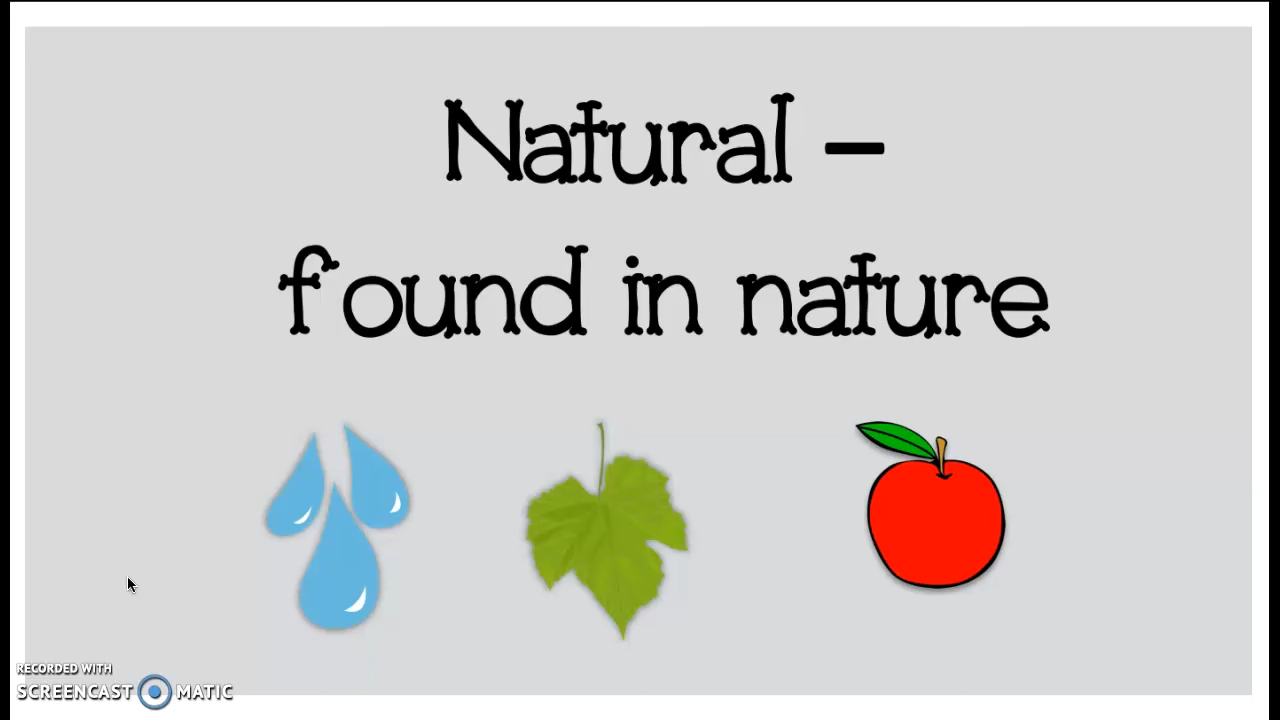 Natural –
found in nature
RECORDED WITH
SCREENCAST MATIC